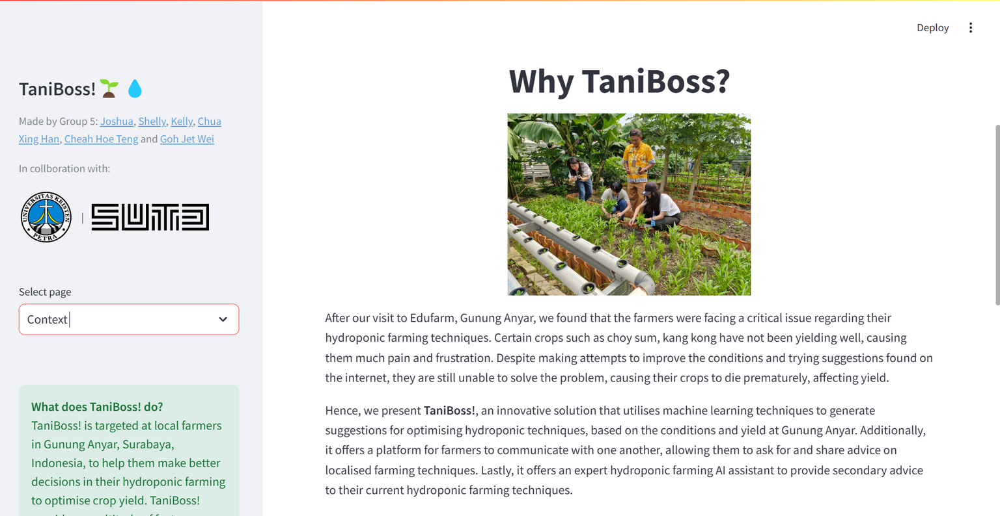 Deploy
TaniBoss!
Made by Group 5: Joshua, Shelly, Kelly, Chua
Xing Han, Cheah Hoe Teng and Goh Jet Wei
In collboration with:
UNIVERSITAS KRISTEN
PETRA
|
SUTD
Select page
Context
What does TaniBoss! do?
TaniBoss! is targeted at local farmers
in Gunung Anyar, Surabaya,
Indonesia, to help them make better
decisions in their hydroponic farming
to optimise crop yield. TaniBoss!
Why TaniBoss?
After our visit to Edufarm, Gunung Anyar, we found that the farmers were facing a critical issue regarding their
hydroponic farming techniques. Certain crops such as choy sum, kang kong have not been yielding well, causing
them much pain and frustration. Despite making attempts to improve the conditions and trying suggestions found on
the internet, they are still unable to solve the problem, causing their crops to die prematurely, affecting yield.
Hence, we present TaniBoss!, an innovative solution that utilises machine learning techniques to generate
suggestions for optimising hydroponic techniques, based on the conditions and yield at Gunung Anyar. Additionally,
it offers a platform for farmers to communicate with one another, allowing them to ask for and share advice on
localised farming techniques. Lastly, it offers an expert hydroponic farming AI assistant to provide secondary advice
to their current hydroponic farming techniques.